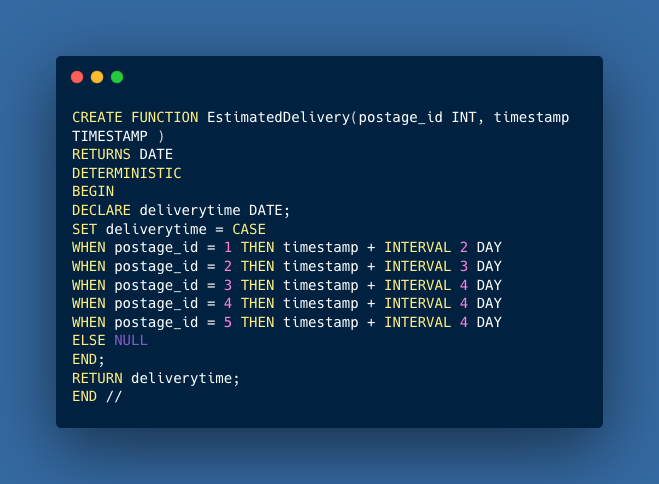 CREATE FUNCTION EstimatedDelivery(postage_id INT, timestamp
TIMESTAMP )
RETURNS DATE
DETERMINISTIC
BEGIN
DECLARE deliverytime DATE;
SET deliverytime = CASE
WHEN postage_id = 1 THEN timestamp + INTERVAL 2 DAY
WHEN postage_id = 2 THEN timestamp + INTERVAL 3 DAY
WHEN postage_id = 3 THEN timestamp + INTERVAL 4 DAY
WHEN postage_id = 4 THEN timestamp + INTERVAL 4 DAY
WHEN postage_id = 5 THEN timestamp + INTERVAL 4 DAY
ELSE NULL
END;
RETURN deliverytime;
END //